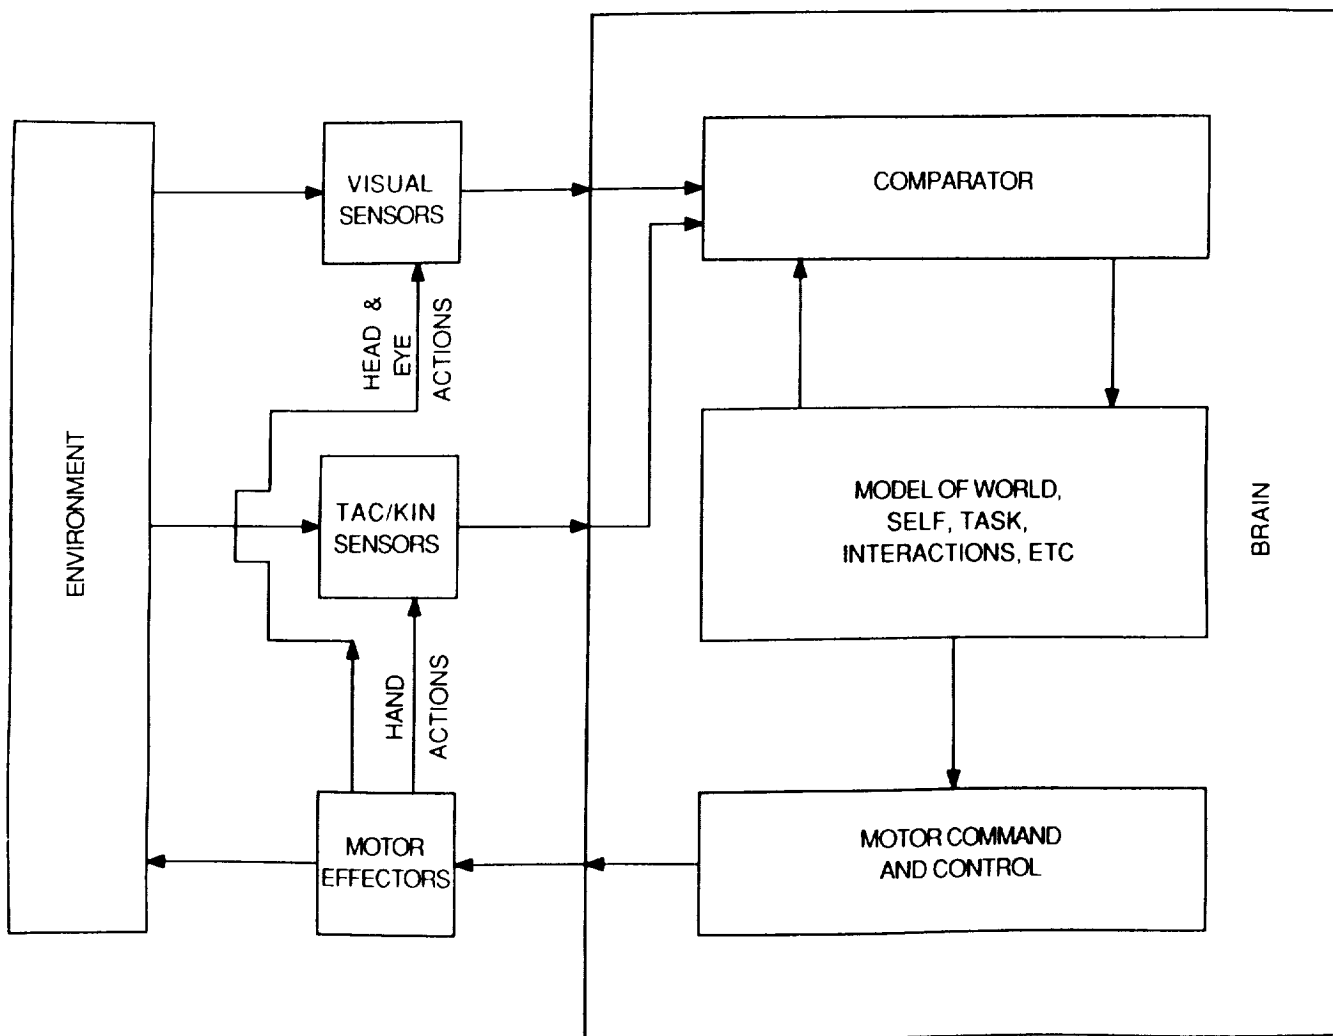 VISUAL
SENSORS
COMPARATOR
HEAD &
EYE
ACTIONS
ENVIRONMENT
TAC/KIN
SENSORS
MODEL OF WORLD,
SELF, TASK,
INTERACTIONS, ETC
BRAIN
HAND
ACTIONS
MOTOR
EFFECTORS
MOTOR COMMAND
AND CONTROL